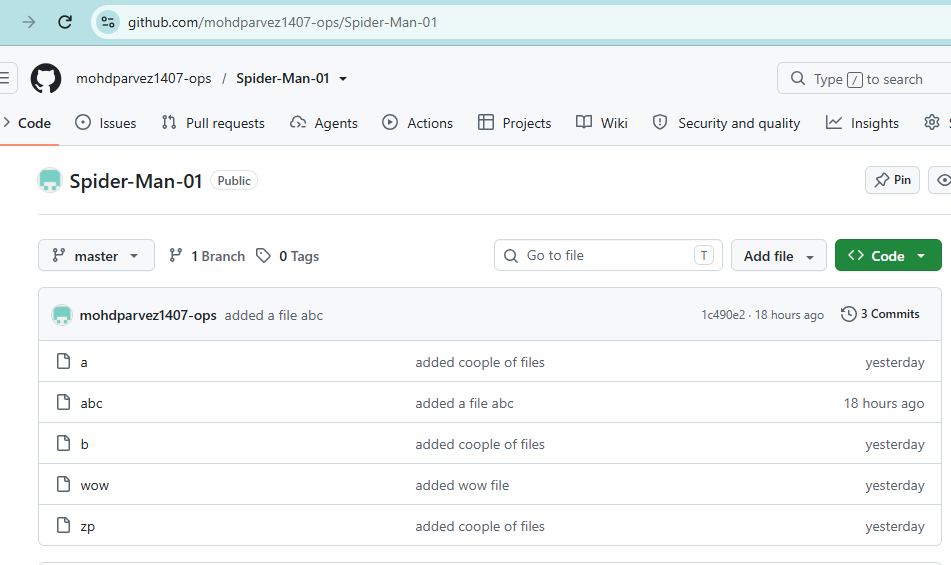 github.com/mohdparvez1407-ops/Spider-Man-01
mohdparvez1407-ops / Spider-Man-01
Type / to search
Code Issues Pull requests Agents Actions Projects Wiki Security and quality Insights
Spider-Man-01 Public
Pin
master 1 Branch 0 Tags Go to file T Add file Code
mohdparvez1407-ops added a file abc 1c490e2 · 18 hours ago 3 Commits
a added coople of files yesterday
abc added a file abc 18 hours ago
b added coople of files yesterday
wow added wow file yesterday
zp added coople of files yesterday